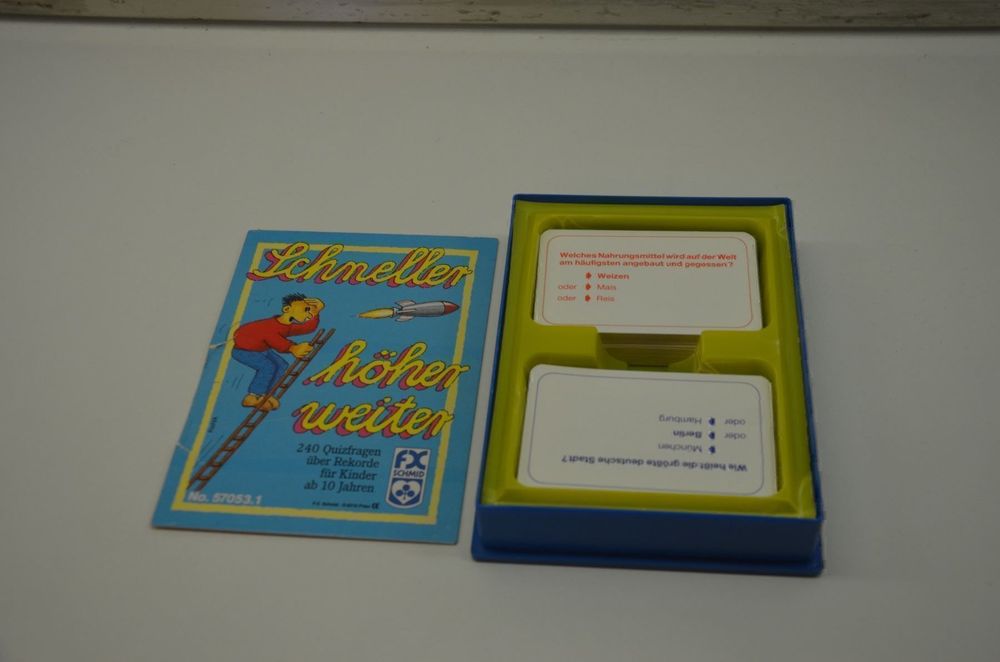 Schneller
höher
weiter
240 Quizfragen
über Rekorde
für Kinder
ab 10 Jahren
FX
SCHMID
No. 57053.1
Welches Nahrungsmittel wird auf der Welt
am häufigsten angebaut und gegessen?
Weizen
oder Mais
oder Reis
Wie heißt die größte deutsche Stadt?
München
oder Berlin
oder Hamburg